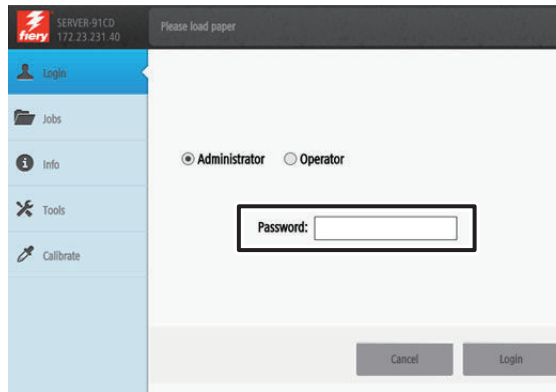 SERVER-91CD
fiery 172.23.231.40
Please load paper
Login
Jobs
Info
Tools
Calibrate
Administrator Operator
Password:
Cancel Login